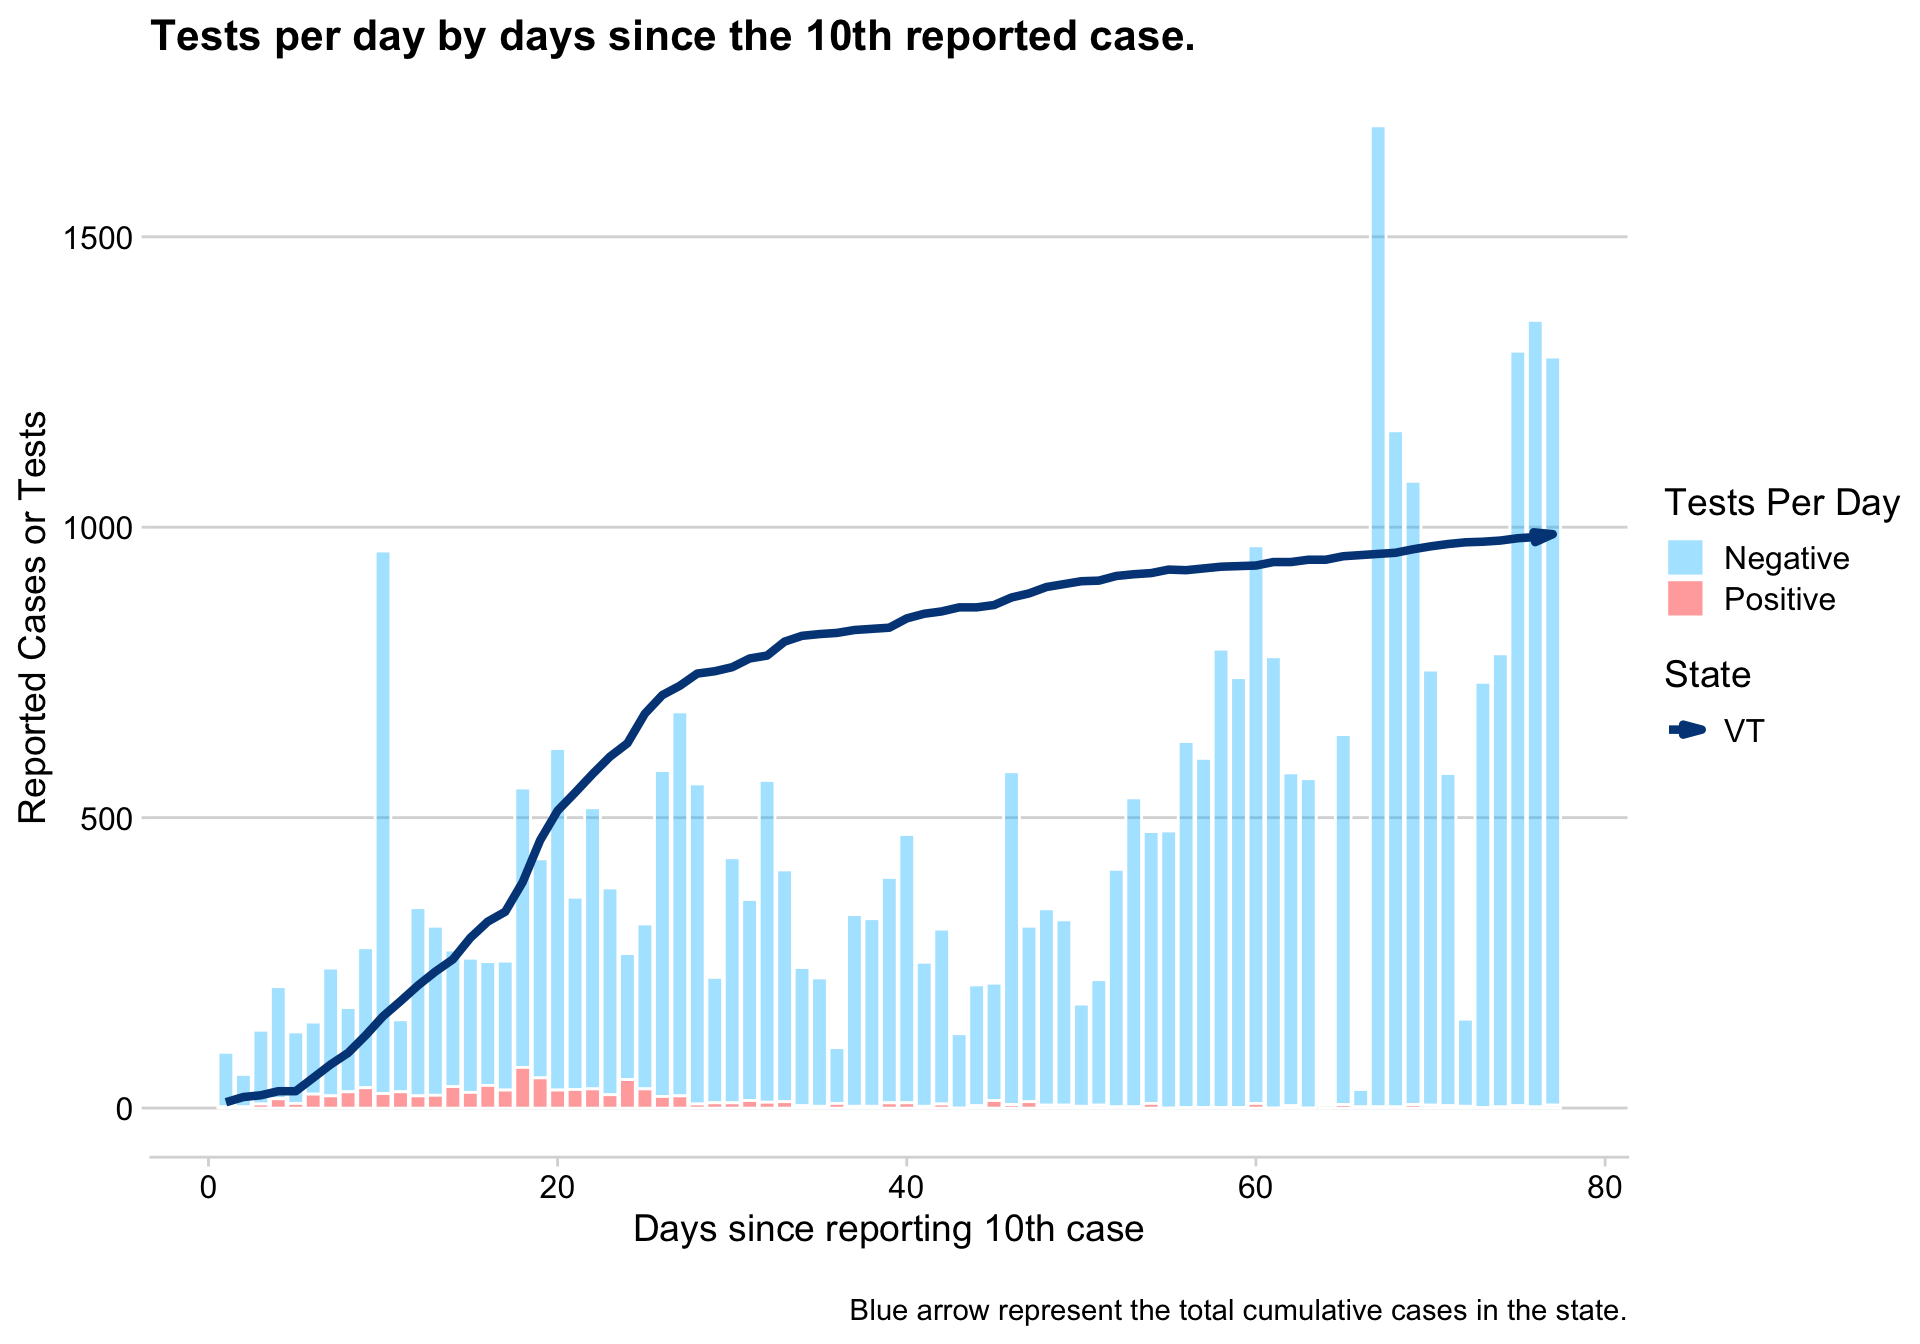 Tests per day by days since the 10th reported case.
Reported Cases or Tests
1500
1000
500
0
0
20
40
60
80
Days since reporting 10th case
Tests Per Day
Negative
Positive
State
VT
Blue arrow represent the total cumulative cases in the state.